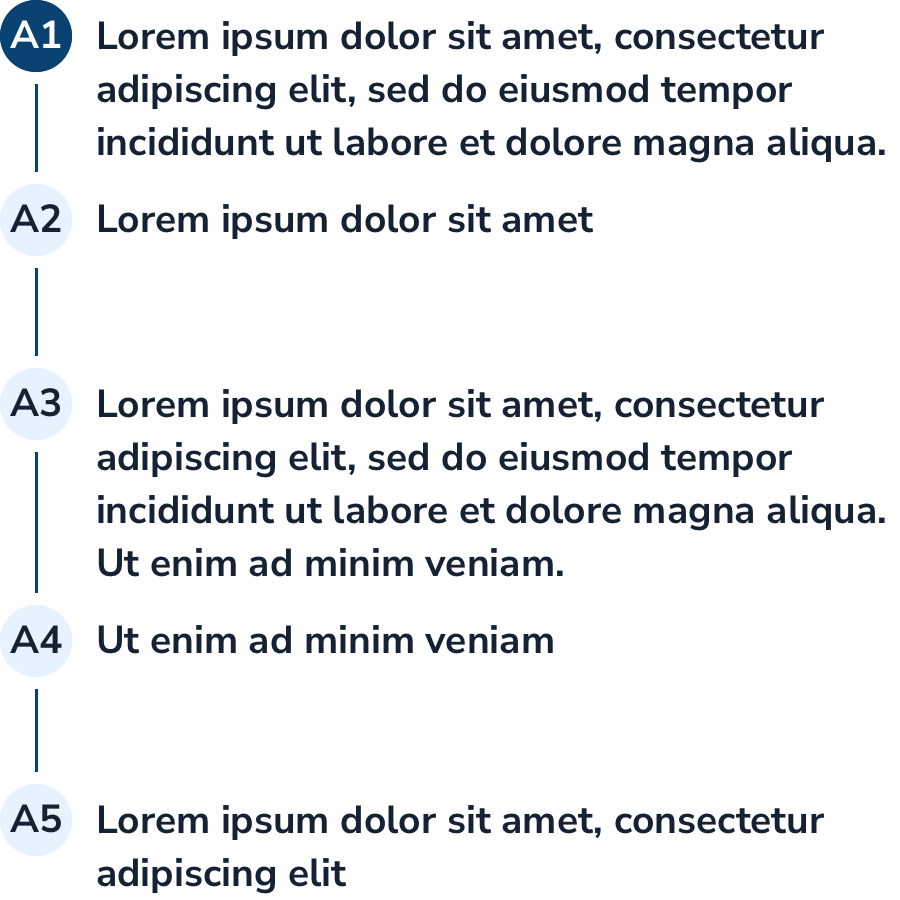 A1 Lorem ipsum dolor sit amet, consectetur
adipiscing elit, sed do eiusmod tempor
incididunt ut labore et dolore magna aliqua.
A2 Lorem ipsum dolor sit amet
A3 Lorem ipsum dolor sit amet, consectetur
adipiscing elit, sed do eiusmod tempor
incididunt ut labore et dolore magna aliqua.
Ut enim ad minim veniam.
A4 Ut enim ad minim veniam
A5 Lorem ipsum dolor sit amet, consectetur
adipiscing elit